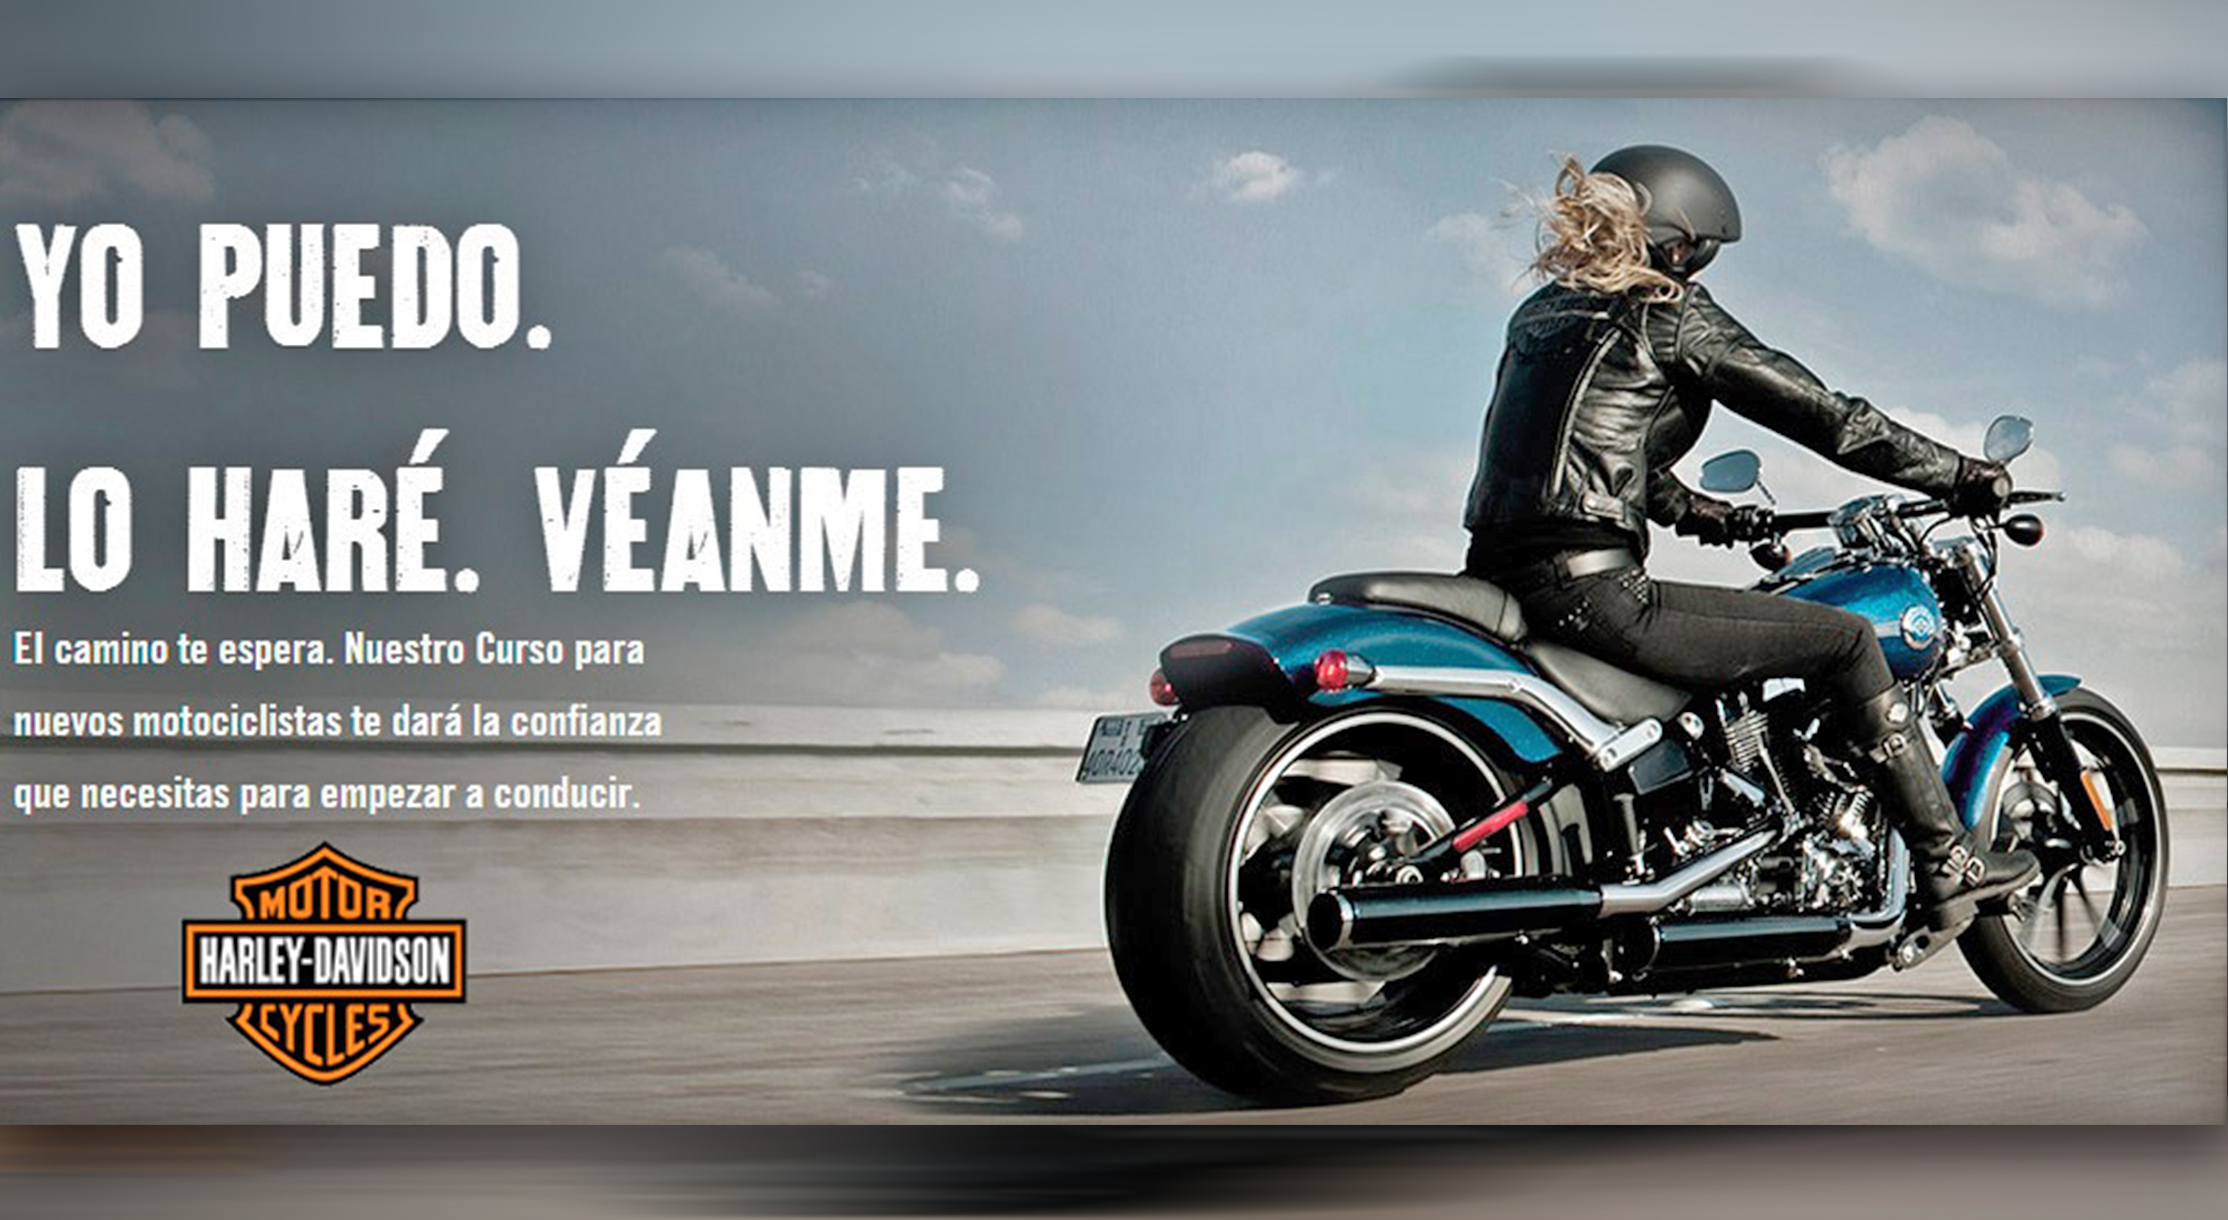 YO PUEDO.
LO HARÉ. VÉANME.
El camino te espera. Nuestro Curso para
nuevos motociclistas te dará la confianza
que necesitas para empezar a conducir.
MOTOR
HARLEY-DAVIDSON
CYCLES